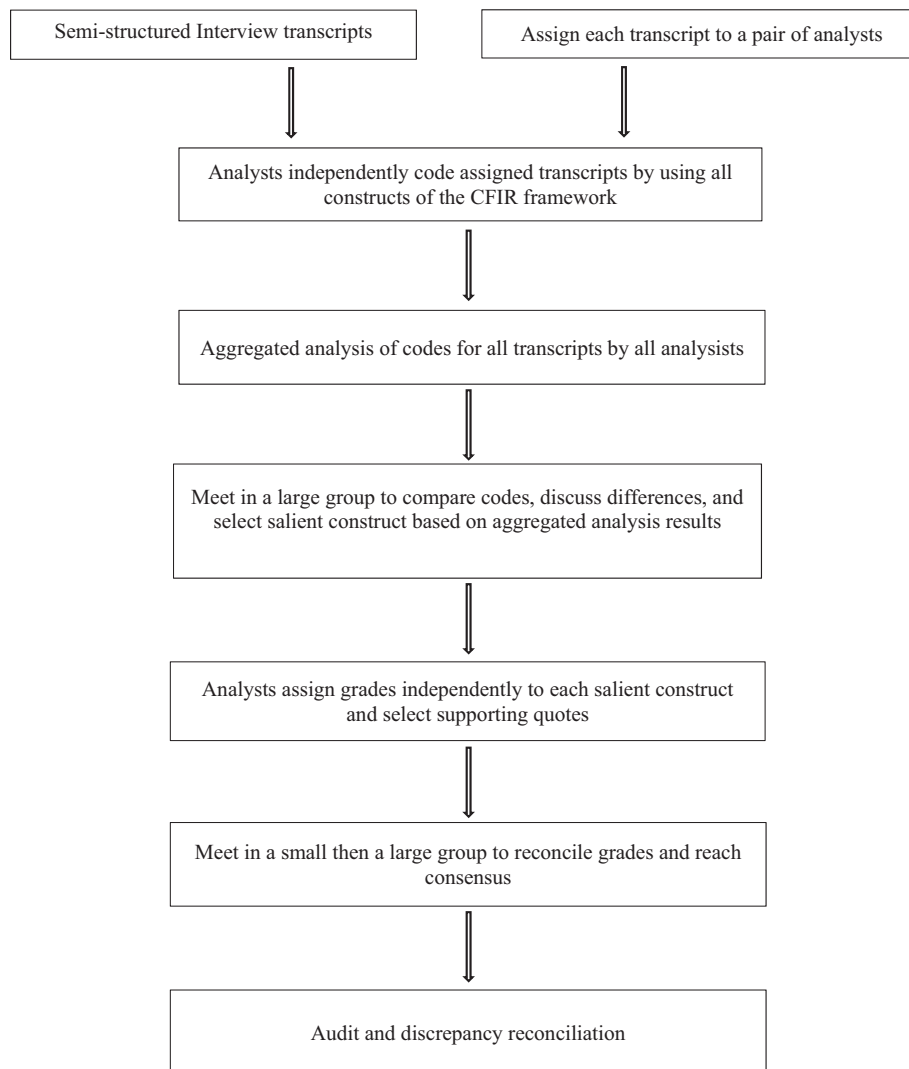 Semi-structured Interview transcripts
Assign each transcript to a pair of analysts
Analysts independently code assigned transcripts by using all
constructs of the CFIR framework
Aggregated analysis of codes for all transcripts by all analysists
Meet in a large group to compare codes, discuss differences, and
select salient construct based on aggregated analysis results
Analysts assign grades independently to each salient construct
and select supporting quotes
Meet in a small then a large group to reconcile grades and reach
consensus
Audit and discrepancy reconciliation